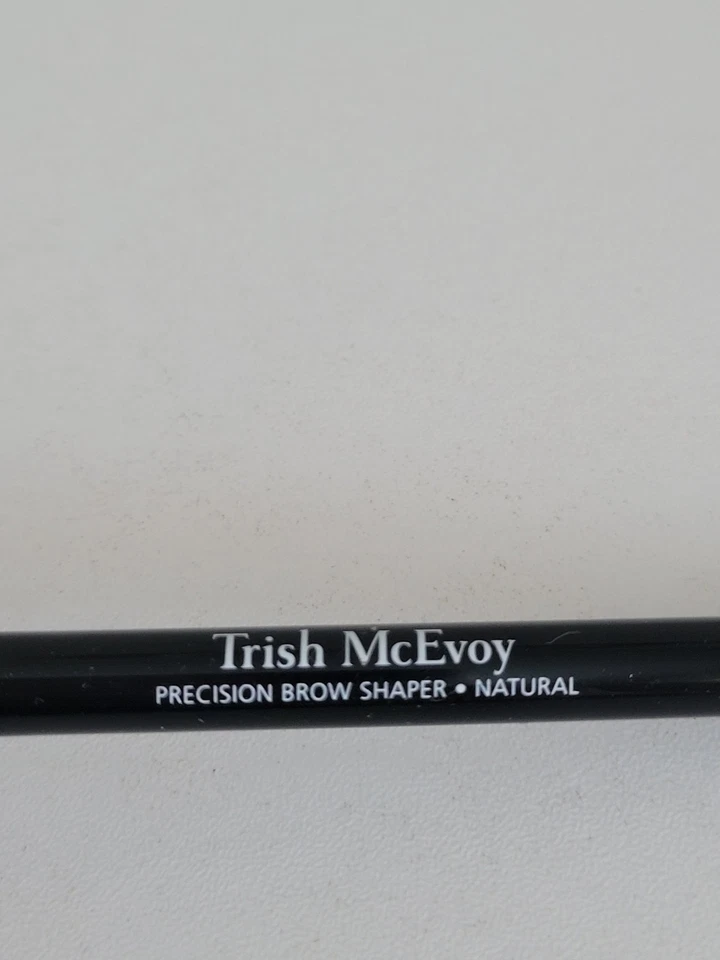 Trish McEvoy
PRECISION BROW SHAPER • NATURAL